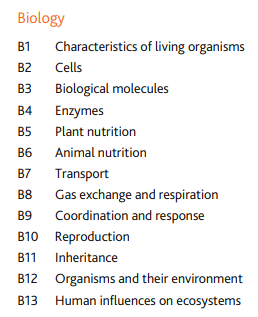 Biology
B1 Characteristics of living organisms
B2 Cells
B3 Biological molecules
B4 Enzymes
B5 Plant nutrition
B6 Animal nutrition
B7 Transport
B8 Gas exchange and respiration
B9 Coordination and response
B10 Reproduction
B11 Inheritance
B12 Organisms and their environment
B13 Human influences on ecosystems